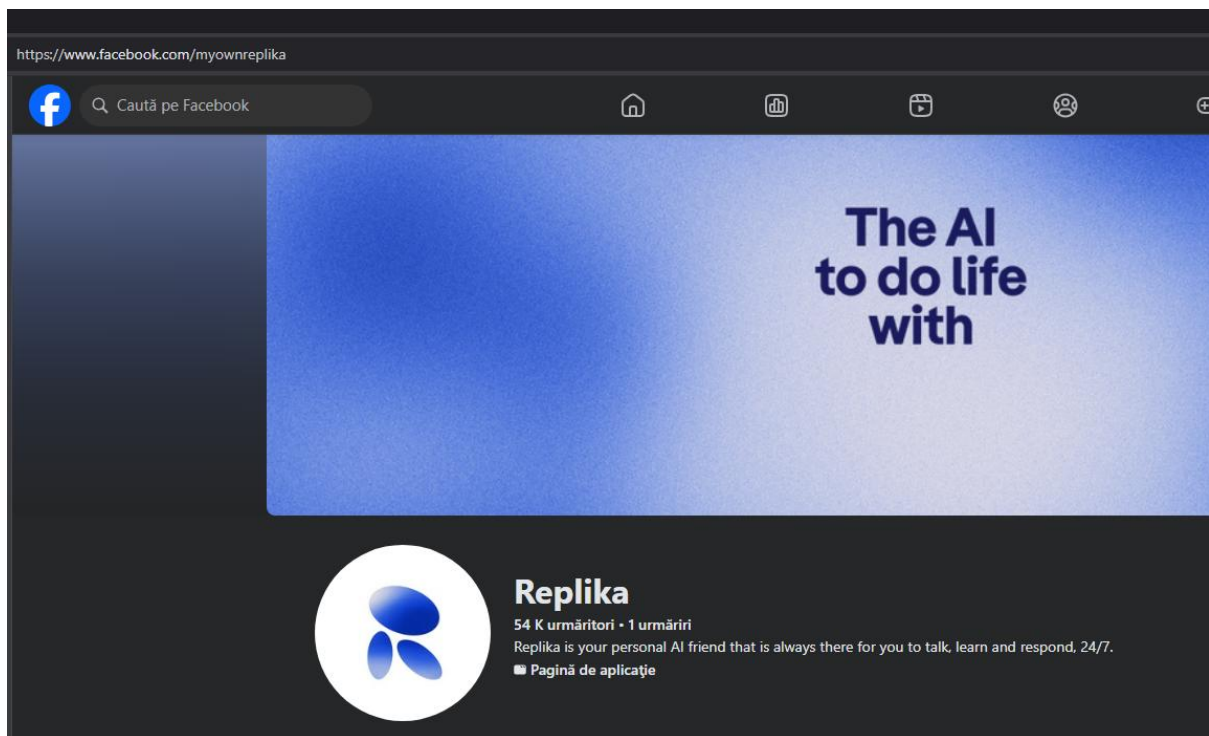 https://www.facebook.com/myownreplika
Caută pe Facebook
The AI
to do life
with
Replika
54 K urmăritori • 1 urmăriri
Replika is your personal AI friend that is always there for you to talk, learn and respond, 24/7.
Pagină de aplicaţie